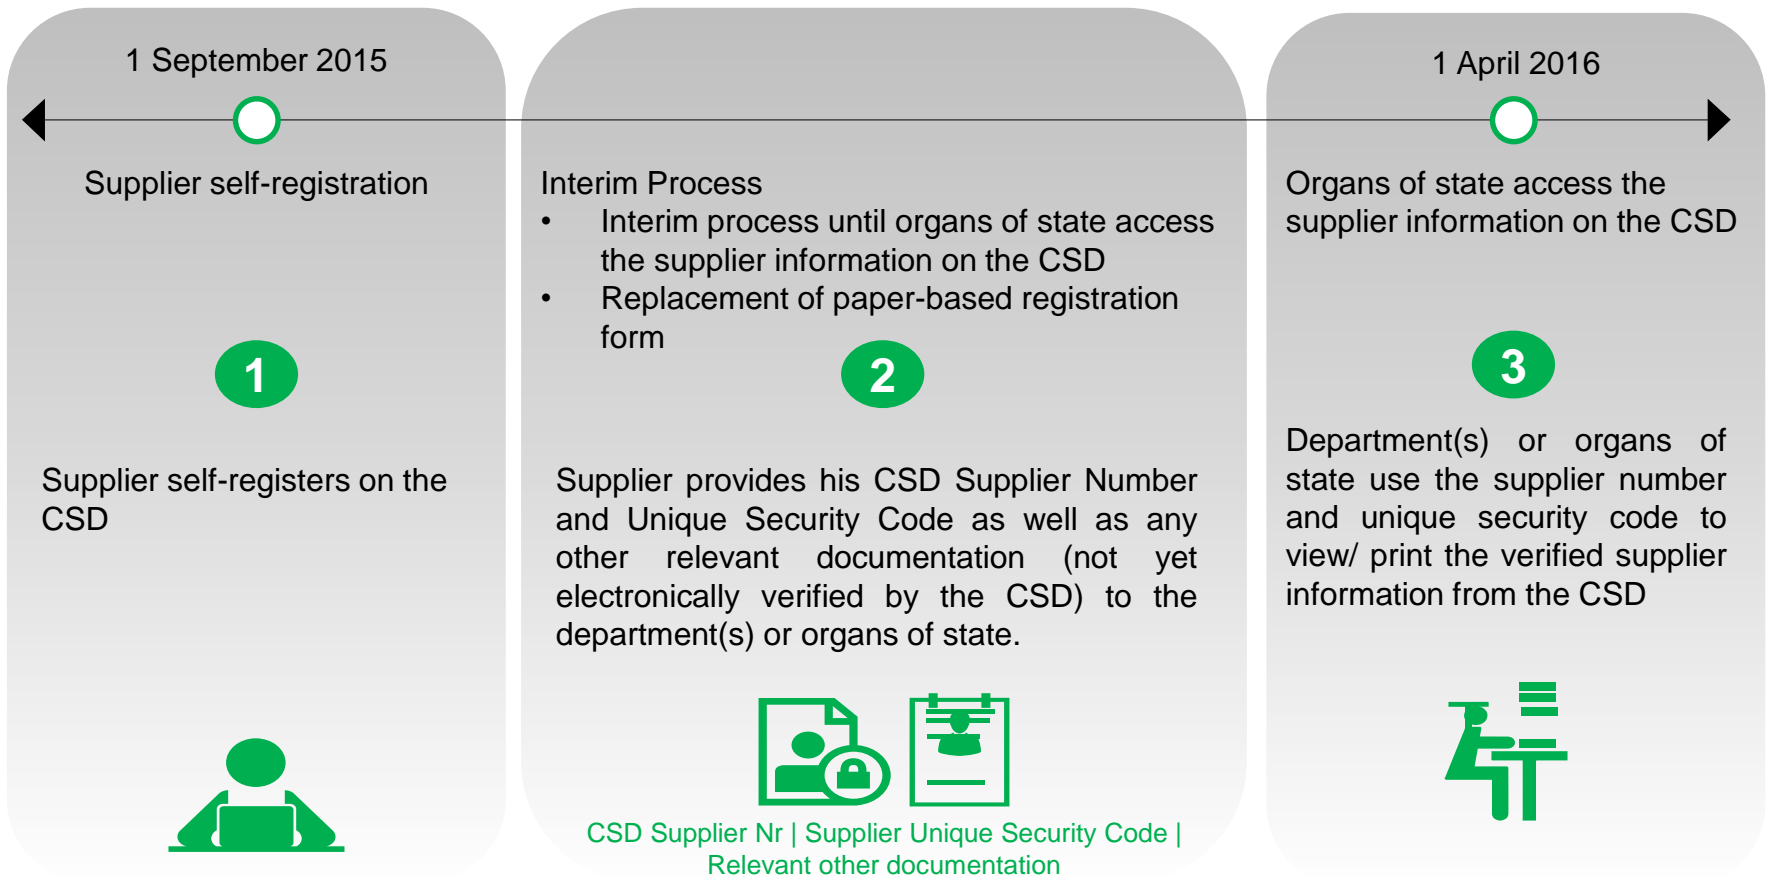 1 September 2015
Supplier self-registration
1
Supplier self-registers on the
CSD
Interim Process
• Interim process until organs of state access
the supplier information on the CSD
• Replacement of paper-based registration
form
2
Supplier provides his CSD Supplier Number
and Unique Security Code as well as any
other relevant documentation (not yet
electronically verified by the CSD) to the
department(s) or organs of state.
CSD Supplier Nr | Supplier Unique Security Code |
Relevant other documentation
1 April 2016
Organs of state access the
supplier information on the CSD
3
Department(s) or organs of
state use the supplier number
and unique security code to
view/ print the verified supplier
information from the CSD